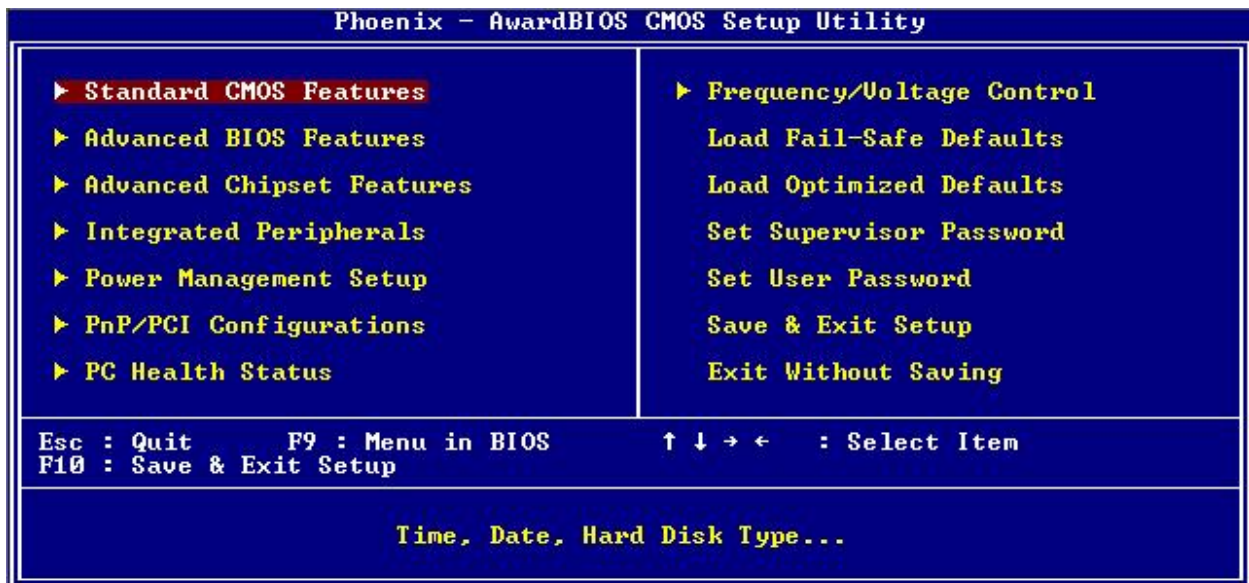 Phoenix - AwardBIOS CMOS Setup Utility
Standard CMOS Features
Advanced BIOS Features
Advanced Chipset Features
Integrated Peripherals
Power Management Setup
PnP/PCI Configurations
PC Health Status
Frequency/Voltage Control
Load Fail-Safe Defaults
Load Optimized Defaults
Set Supervisor Password
Set User Password
Save & Exit Setup
Exit Without Saving
Esc : Quit F9 : Menu in BIOS ↑ ↓ → ← : Select Item
F10 : Save & Exit Setup
Time, Date, Hard Disk Type...